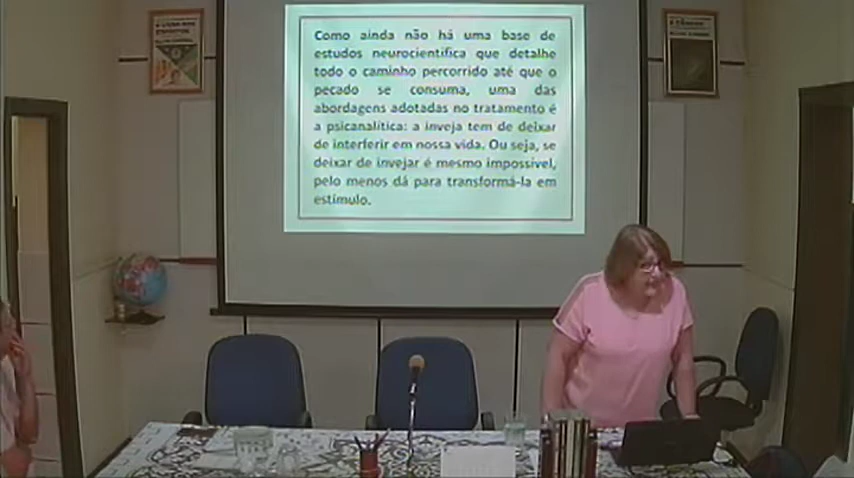 Como ainda não há uma base de
estudos neurocientifica que detalhe
todo o caminho percorrido até que o
pecado se consuma, uma das
abordagens adotadas no tratamento é
a psicanalítica: a inveja tem de deixar
de interferir em nossa vida. Ou seja, se
deixar de invejar é mesmo impossível,
pelo menos dá para transformá-la em
estímulo.